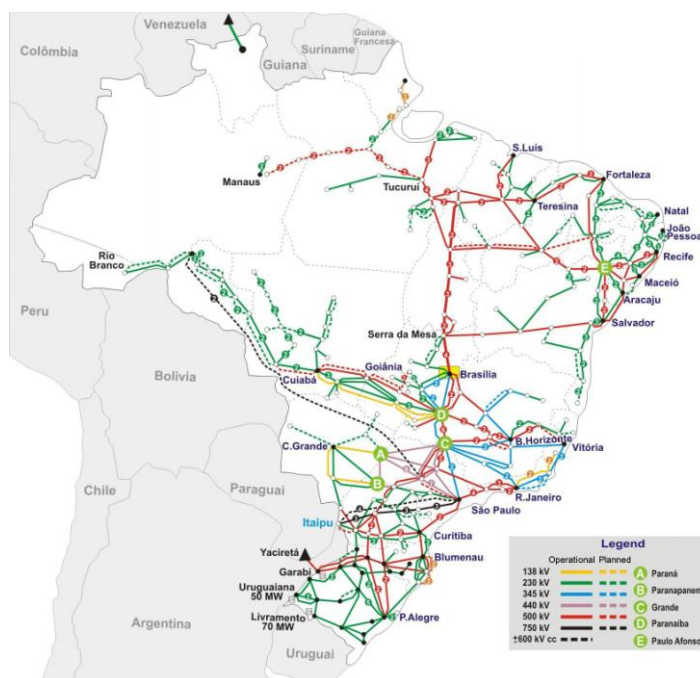 Venezuela
Colômbia
Guiana
Suriname
Guiana
Francesa
Manaus
Tucuruí
S.Luís
Fortaleza
Teresina
Natal
João
Pessoa
Recife
Maceió
Aracaju
Salvador
E
Rio
Branco
Peru
Bolivia
Serra da Mesa
Cuiabá
Goiânia
Brasília
D
C.Grande
A
B
C
B.Horizonte
Vitória
R.Janeiro
São Paulo
Paraguai
Chile
Itaipu
Curitiba
Blumenau
Yaciretá
Garabi
Uruguaiana
50 MW
Livramento
70 MW
P.Alegre
Argentina
Uruguai
Legend
Operational Planned
138 kV A Paraná
230 kV B Paranapanem
345 kV C Grande
440 kV D Paranaiba
500 kV E Paulo Afonso
750 kV
±600 kV cc